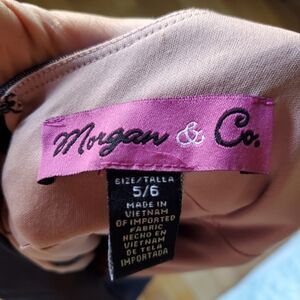 Morgan & Co.
SIZE/TALLA
5/6
MADE IN
VIETNAM
OF IMPORTED
FABRIC
HECHO EN
VIETNAM
DE TELA
IMPORTADA